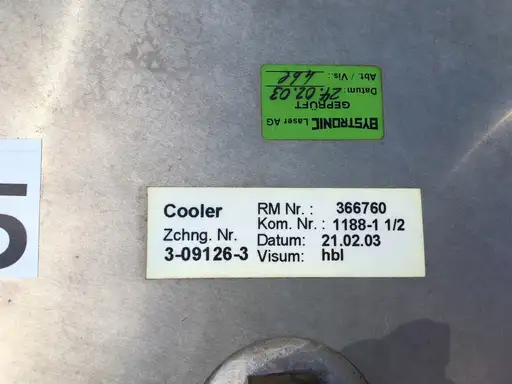 BYSTRONIC Laser AG
GEPRÜFT
Datum: 24.02.03
Abt. / Vis.:
Cooler
Zchng. Nr.
3-09126-3
RM Nr. : 366760
Kom. Nr. : 1188-1 1/2
Datum: 21.02.03
Visum: hbl
5